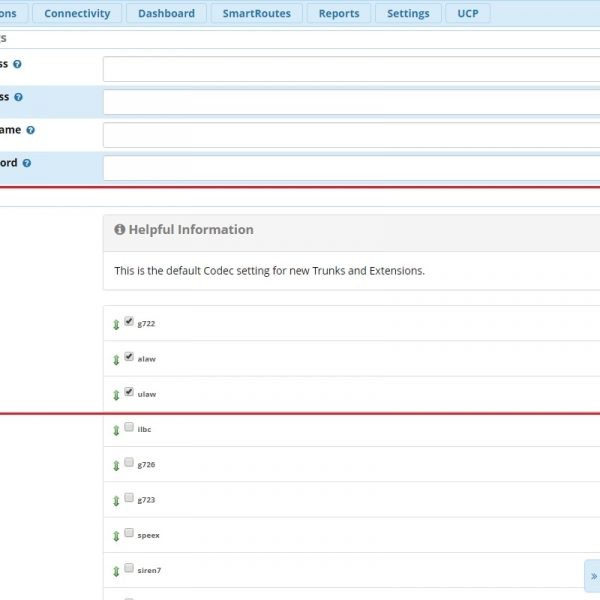 ons Connectivity Dashboard SmartRoutes Reports Settings UCP
gs
ss
ss
ame
ord
Helpful Information
This is the default Codec setting for new Trunks and Extensions.
g722
alaw
ulaw
ilbc
g726
g723
speex
siren7
»